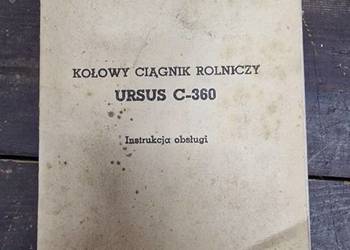 KOŁOWY CIĄGNIK ROLNICZY
URSUS C-360
Instrukcja obsługi